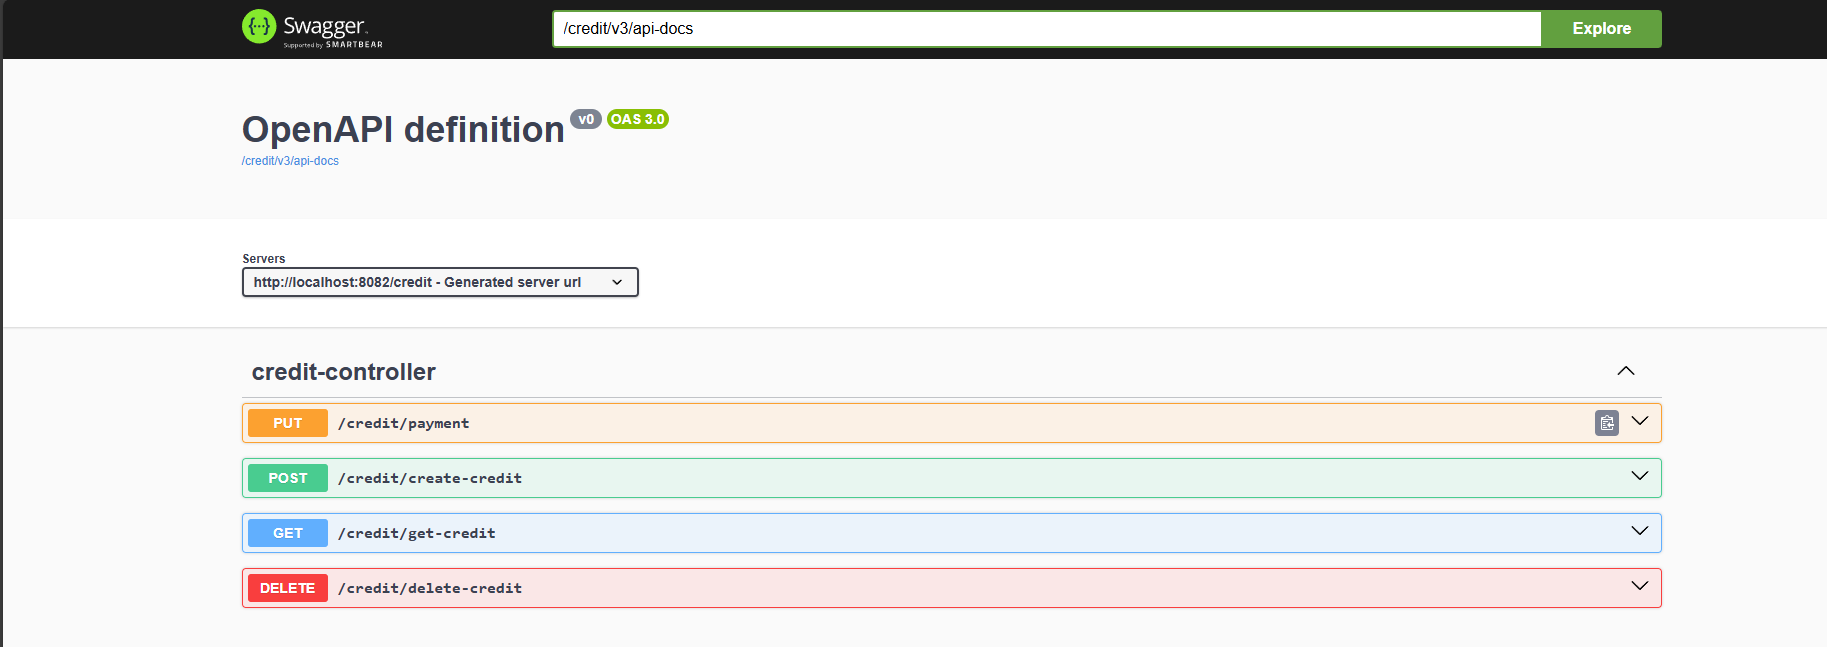 {···} Swagger.
Supported by SMARTBEAR
/credit/v3/api-docs
Explore
OpenAPI definition v0 OAS 3.0
/credit/v3/api-docs
Servers
http://localhost:8082/credit - Generated server url
credit-controller
PUT /credit/payment
POST /credit/create-credit
GET /credit/get-credit
DELETE /credit/delete-credit